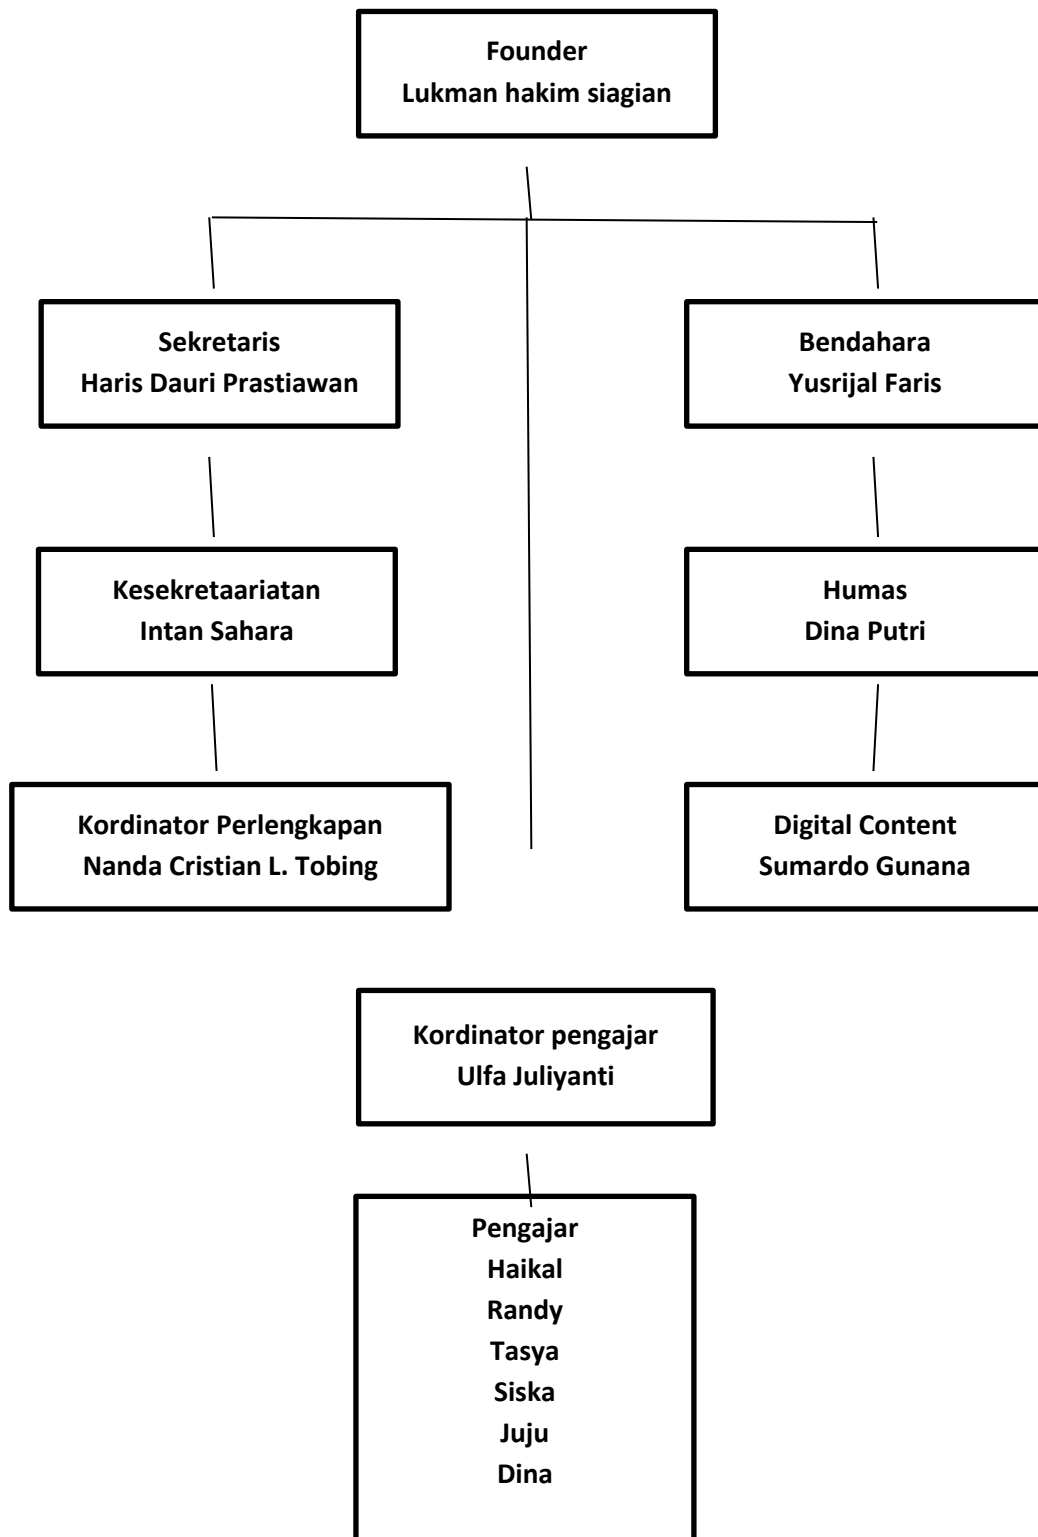 Founder
Lukman hakim siagian
Sekretaris
Haris Dauri Prastiawan
Bendahara
Yusrijal Faris
Kesekretaariatan
Intan Sahara
Humas
Dina Putri
Kordinator Perlengkapan
Nanda Cristian L. Tobing
Digital Content
Sumardo Gunana
Kordinator pengajar
Ulfa Juliyanti
Pengajar
Haikal
Randy
Tasya
Siska
Juju
Dina